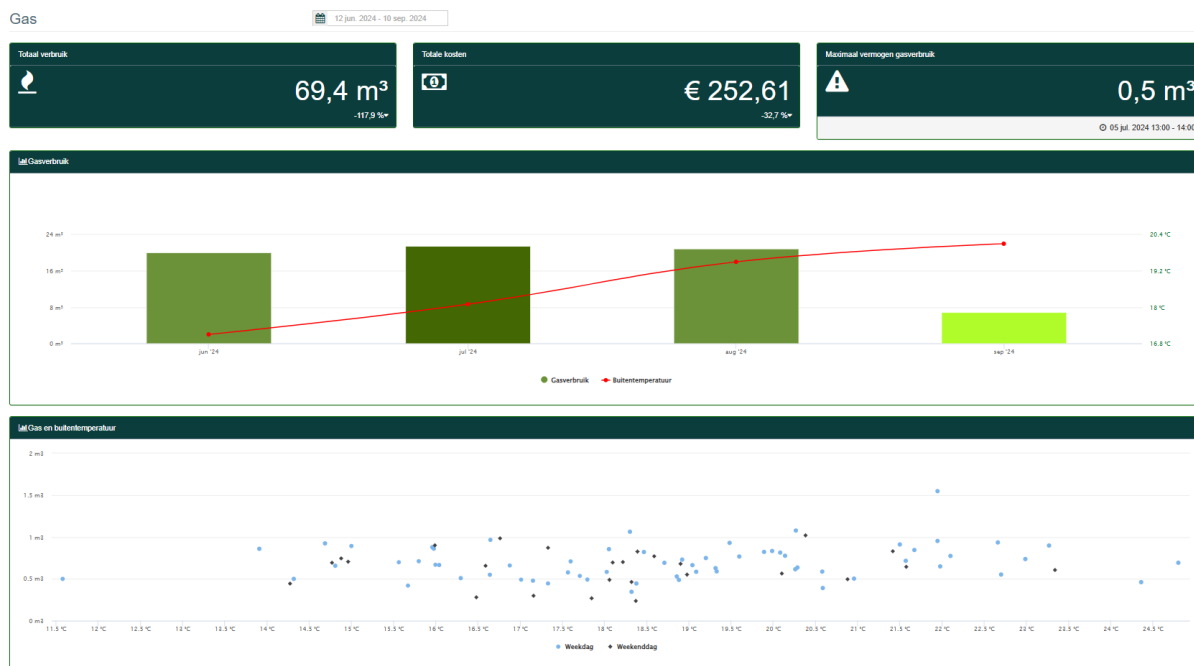 Gas
12 jun. 2024 - 10 sep. 2024
Totaal verbruik
69,4 m³
-117,9 %
Totale kosten
€ 252,61
-32,7 %
Maximaal vermogen gasverbruik
0,5 m³
05 jul. 2024 13:00 - 14:00
Gasverbruik
24 m³
16 m³
8 m³
0 m³
20.4 °C
19.2 °C
18 °C
16.8 °C
jun '24
jul '24
aug '24
sep '24
Gasverbruik
Buitentemperatuur
Gas en buitentemperatuur
2 m3
1.5 m3
1 m3
0.5 m3
0 m3
11.5 °C
12 °C
12.5 °C
13 °C
13.5 °C
14 °C
14.5 °C
15 °C
15.5 °C
16 °C
16.5 °C
17 °C
17.5 °C
18 °C
18.5 °C
19 °C
19.5 °C
20 °C
20.5 °C
21 °C
21.5 °C
22 °C
22.5 °C
23 °C
23.5 °C
24 °C
24.5 °C
Weekdag
Weekenddag